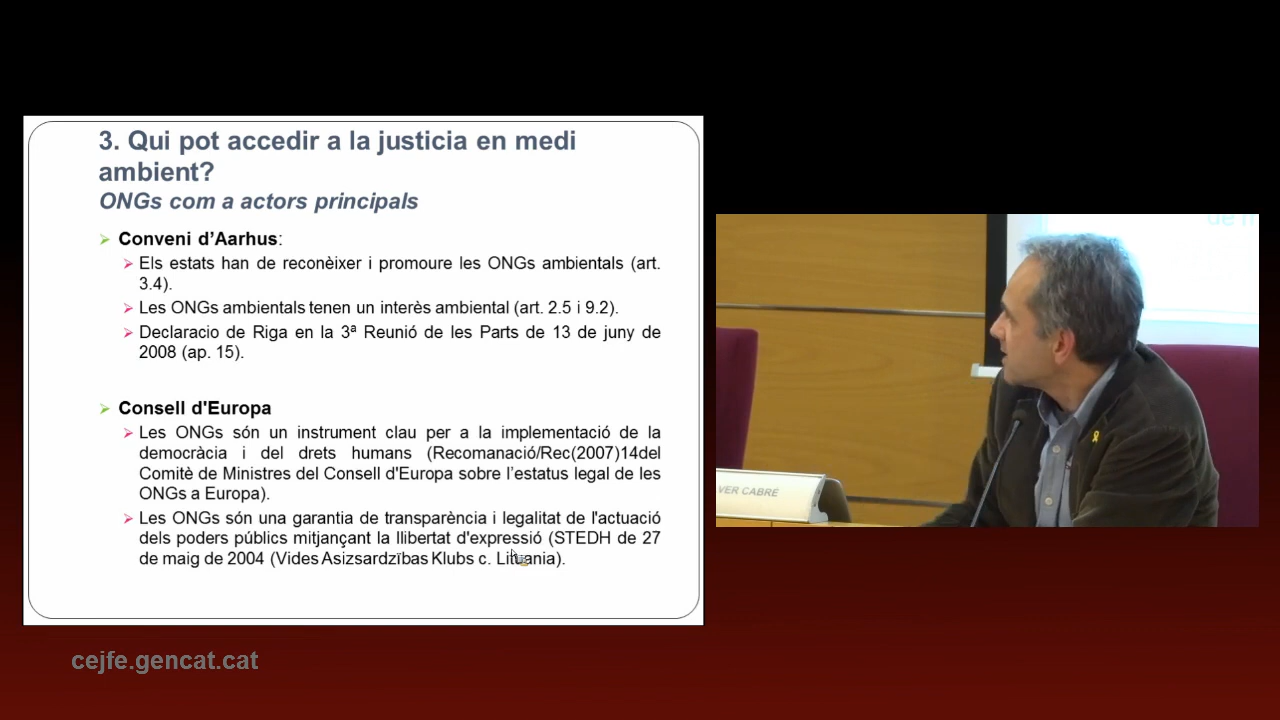 3. Qui pot accedir a la justicia en medi
ambient?
ONGs com a actors principals
Conveni d’Aarhus:
Els estats han de reconèixer i promoure les ONGs ambientals (art.
3.4).
Les ONGs ambientals tenen un interès ambiental (art. 2.5 i 9.2).
Declaracio de Riga en la 3ª Reunió de les Parts de 13 de juny de
2008 (ap. 15).
Consell d'Europa
Les ONGs són un instrument clau per a la implementació de la
democràcia i del drets humans (Recomanació/Rec(2007)14del
Comitè de Ministres del Consell d'Europa sobre l’estatus legal de les
ONGs a Europa).
Les ONGs són una garantia de transparència i legalitat de l'actuació
dels poders públics mitjançant la llibertat d'expressió (STEDH de 27
de maig de 2004 (Vides Aizsardzības Klubs c. Lituania).
VER CABRÉ
cejfe.gencat.cat